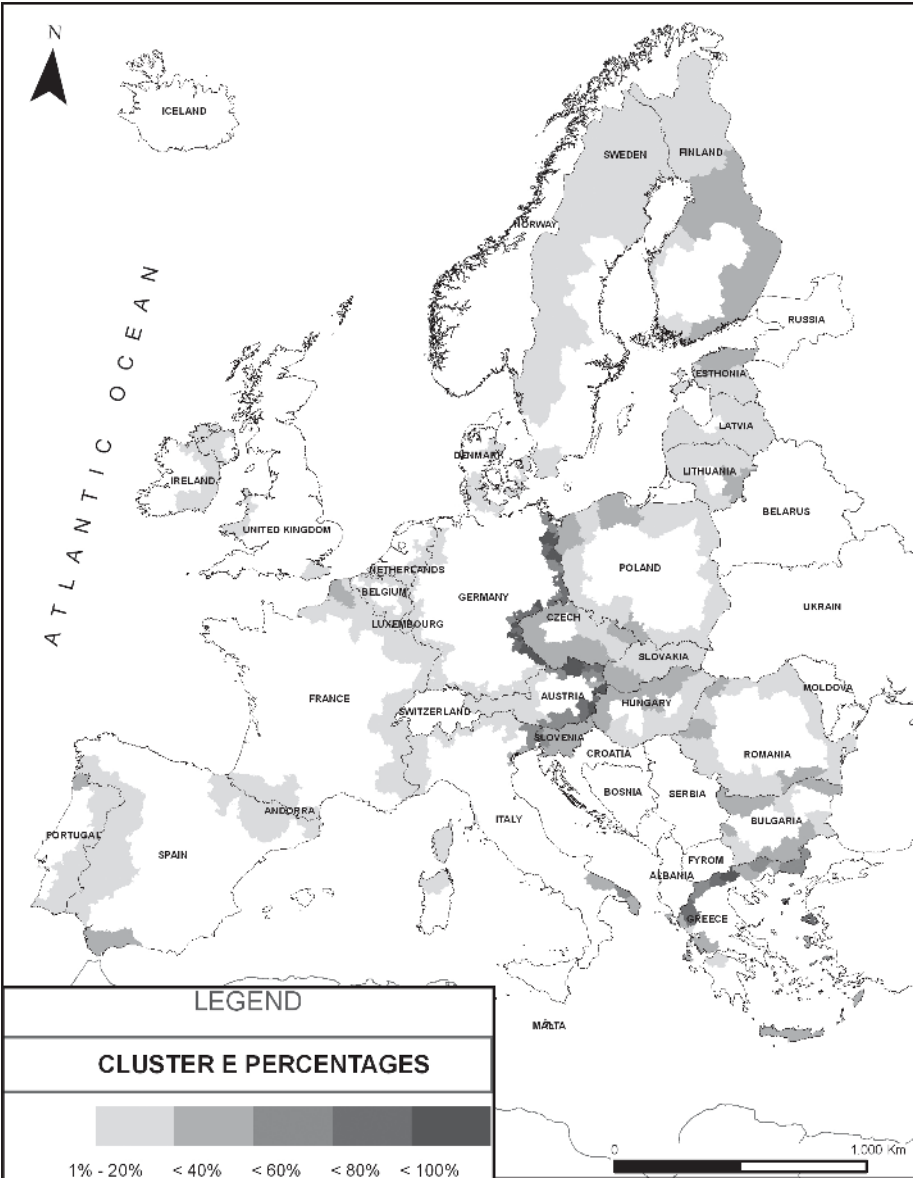 N
ICELAND
SWEDEN
FINLAND
NORWAY
ATLANTIC OCEAN
RUSSIA
ESTHONIA
LATVIA
DENMARK
LITHUANIA
IRELAND
BELARUS
UNITED KINGDOM
NETHERLANDS
POLAND
BELGIUM
GERMANY
UKRAIN
CZECH
LUXEMBOURG
SLOVAKIA
MOLDOVA
FRANCE
AUSTRIA
HUNGARY
SWITZERLAND
SLOVENIA
CROATIA
ROMANIA
BOSNIA
SERBIA
ANDORRA
ITALY
BULGARIA
PORTUGAL
SPAIN
FYROM
ALBANIA
GREECE
MALTA
LEGEND
CLUSTER E PERCENTAGES
1% - 20% < 40% < 60% < 80% < 100%
0 1,000 Km